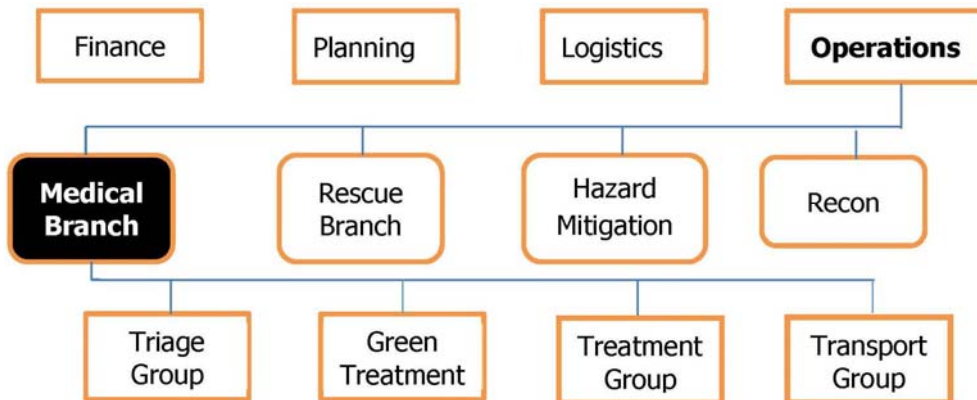 Finance
Planning
Logistics
Operations
Medical
Branch
Rescue
Branch
Hazard
Mitigation
Recon
Triage
Group
Green
Treatment
Treatment
Group
Transport
Group